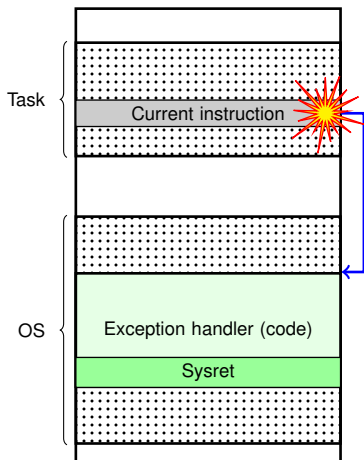 Task
Current instruction
OS
Exception handler (code)
Sysret